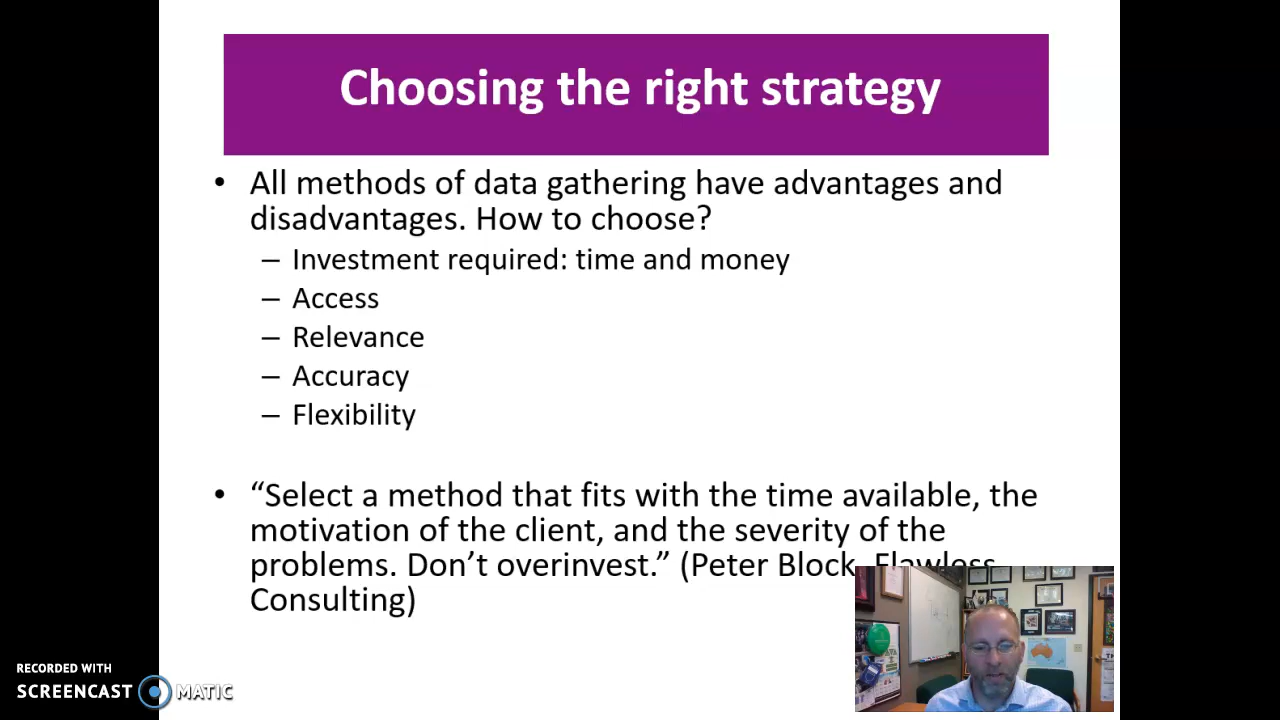 Choosing the right strategy
• All methods of data gathering have advantages and
disadvantages. How to choose?
– Investment required: time and money
– Access
– Relevance
– Accuracy
– Flexibility
• “Select a method that fits with the time available, the
motivation of the client, and the severity of the
problems. Don’t overinvest.” (Peter Block, Flawless
Consulting)
RECORDED WITH
SCREENCAST MATIC